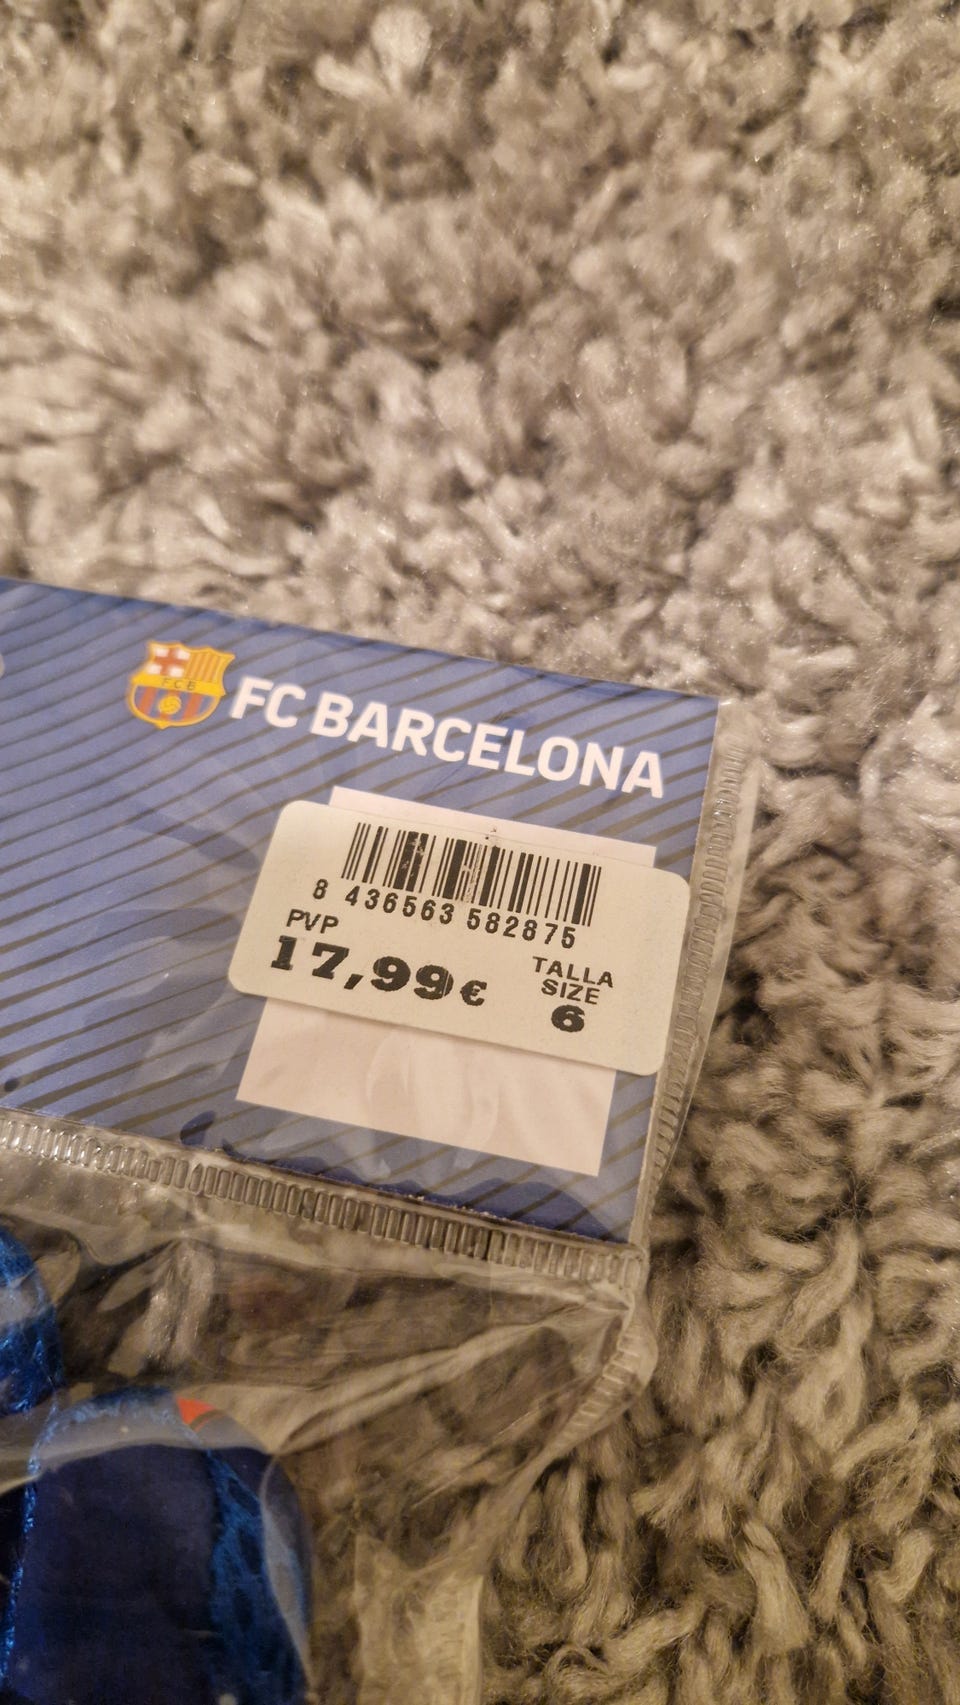 FCB
FC BARCELONA
8 436563 582875
PVP
17,99€
TALLA
SIZE
6